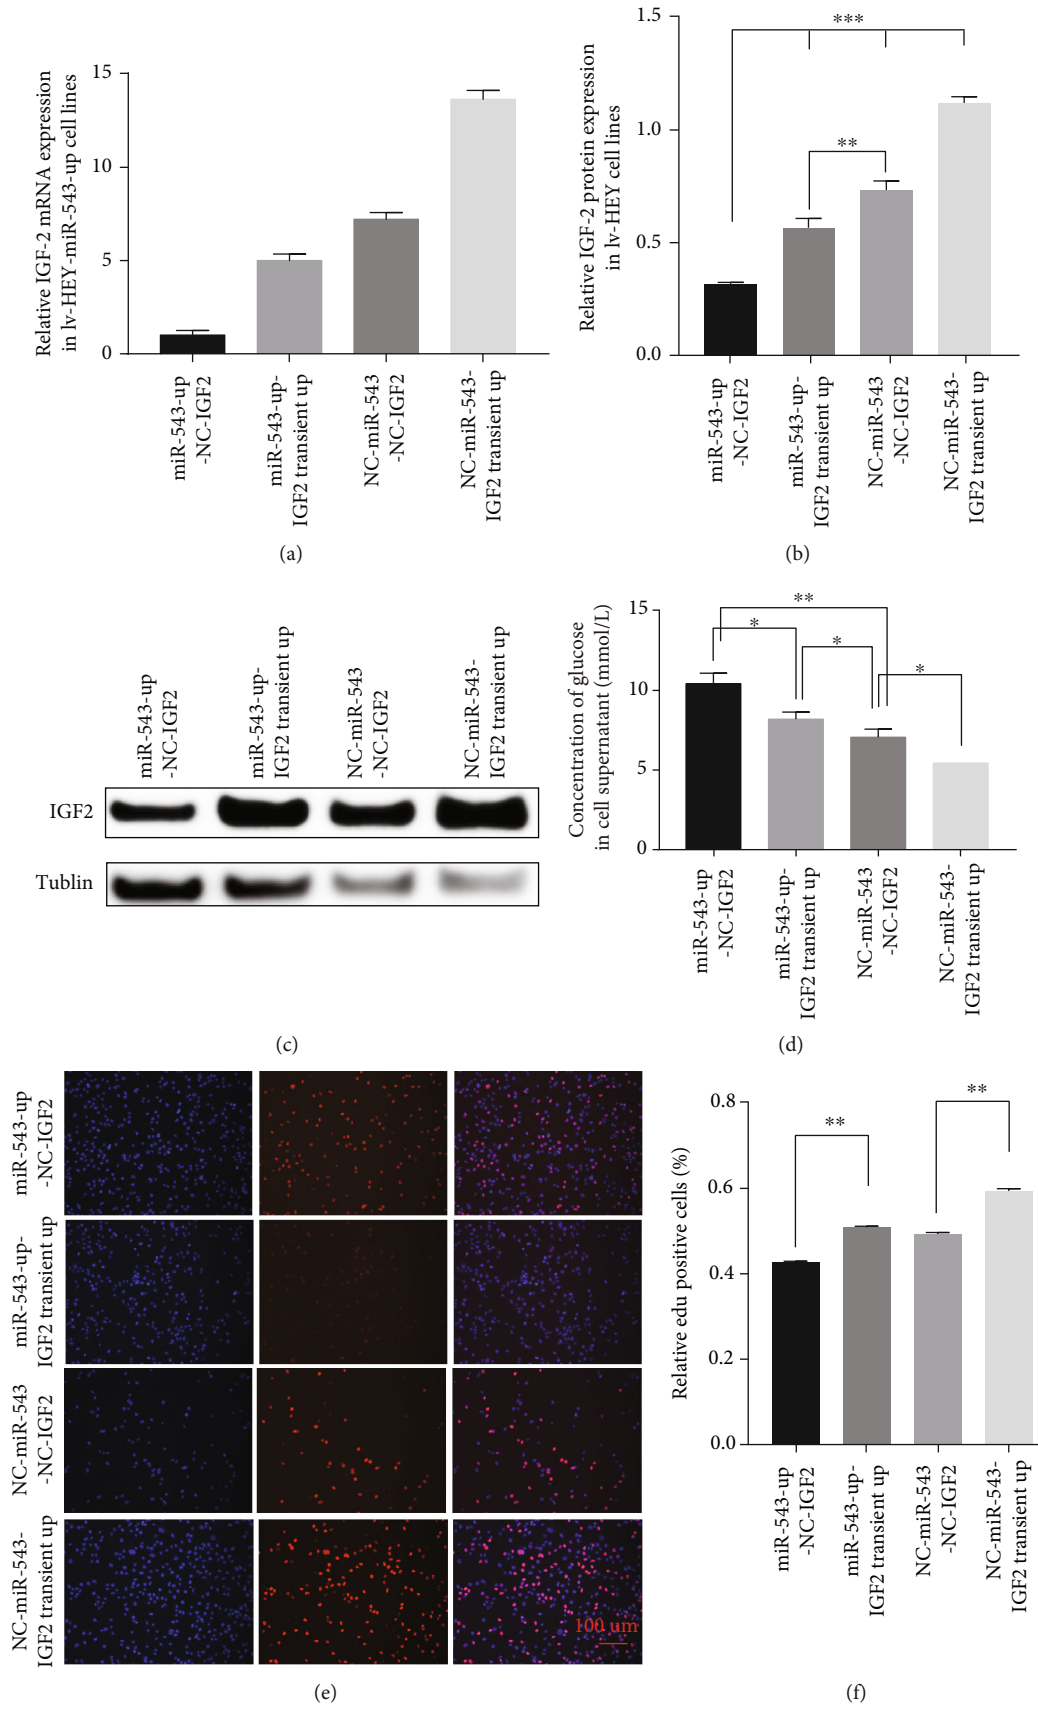 Relative IGF-2 mRNA expression
in lv-HEY-miR-543-up cell lines
15
10
5
0
miR-543-up
-NC-IGF2
miR-543-up-
IGF2 transient up
NC-miR-543
-NC-IGF2
NC-miR-543-
IGF2 transient up
(a)
Relative IGF-2 protein expression
in lv-HEY cell lines
1.5
1.0
0.5
0.0
***
**
miR-543-up
-NC-IGF2
miR-543-up-
IGF2 transient up
NC-miR-543
-NC-IGF2
NC-miR-543-
IGF2 transient up
(b)
miR-543-up
-NC-IGF2
miR-543-up-
IGF2 transient up
NC-miR-543
-NC-IGF2
NC-miR-543-
IGF2 transient up
IGF2
Tublin
(c)
Concentration of glucose
in cell supernatant (mmol/L)
15
10
5
0
**
*
*
*
miR-543-up
-NC-IGF2
miR-543-up-
IGF2 transient up
NC-miR-543
-NC-IGF2
NC-miR-543-
IGF2 transient up
(d)
miR-543-up
-NC-IGF2
miR-543-up-
IGF2 transient up
NC-miR-543
-NC-IGF2
NC-miR-543-
IGF2 transient up
100 um
(e)
Relative edu positive cells (%)
0.8
0.6
0.4
0.2
0.0
**
**
miR-543-up
-NC-IGF2
miR-543-up-
IGF2 transient up
NC-miR-543
-NC-IGF2
NC-miR-543-
IGF2 transient up
(f)